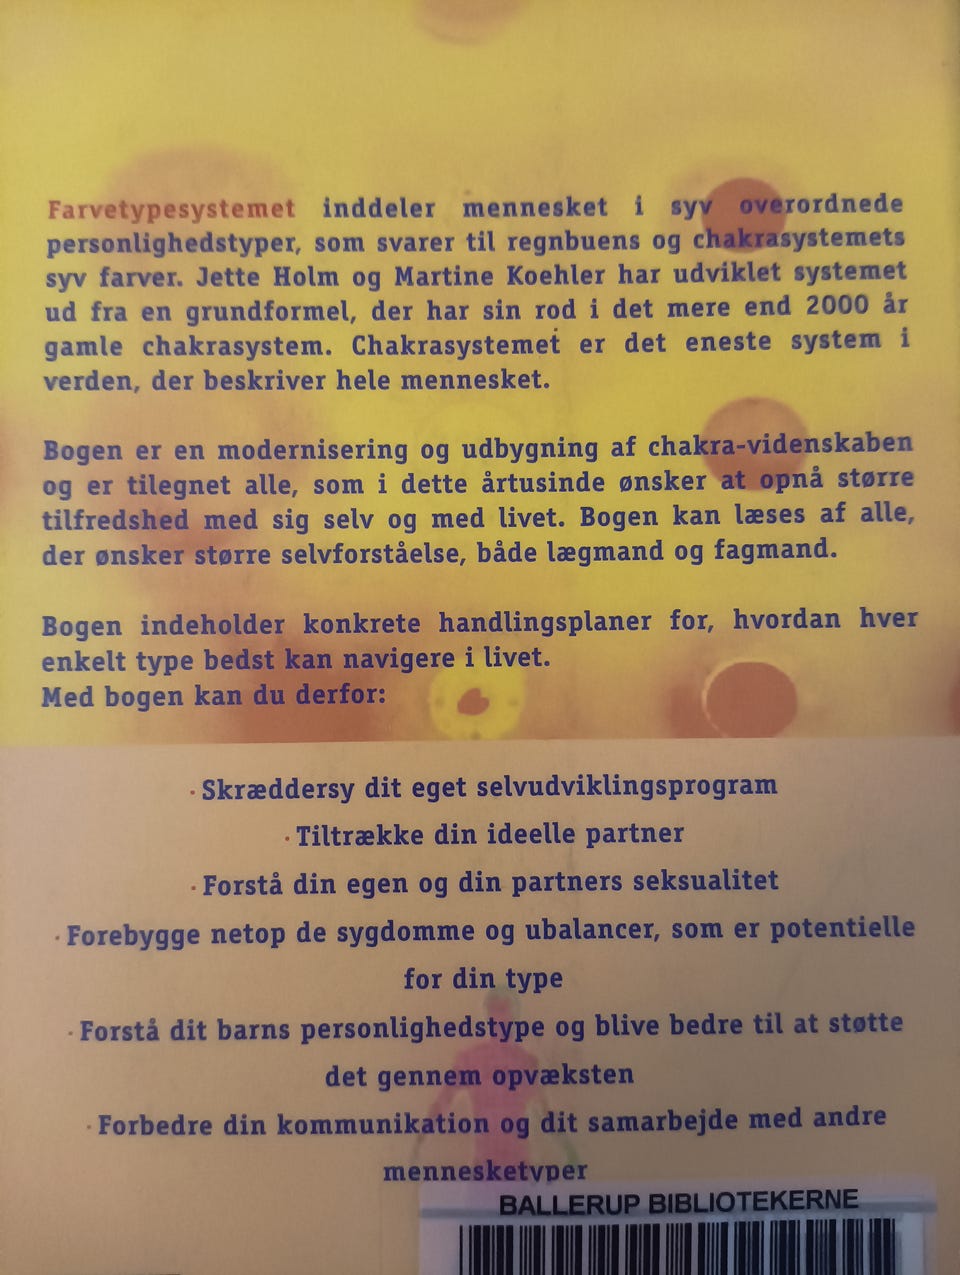 Farvetypesystemet inddeler mennesket i syv overordnede
personlighedstyper, som svarer til regnbuens og chakrasystemets
syv farver. Jette Holm og Martine Koehler har udviklet systemet
ud fra en grundformel, der har sin rod i det mere end 2000 år
gamle chakrasystem. Chakrasystemet er det eneste system i
verden, der beskriver hele mennesket.
Bogen er en modernisering og udbygning af chakra-videnskaben
og er tilegnet alle, som i dette årtusinde ønsker at opnå større
tilfredshed med sig selv og med livet. Bogen kan læses af alle,
der ønsker større selvforståelse, både lægmand og fagmand.
Bogen indeholder konkrete handlingsplaner for, hvordan hver
enkelt type bedst kan navigere i livet.
Med bogen kan du derfor:
· Skræddersy dit eget selvudviklingsprogram
· Tiltrække din ideelle partner
· Forstå din egen og din partners seksualitet
· Forebygge netop de sygdomme og ubalancer, som er potentielle
for din type
· Forstå dit barns personlighedstype og blive bedre til at støtte
det gennem opvæksten
· Forbedre din kommunikation og dit samarbejde med andre
mennesketyper
BALLERUP BIBLIOTEKERNE